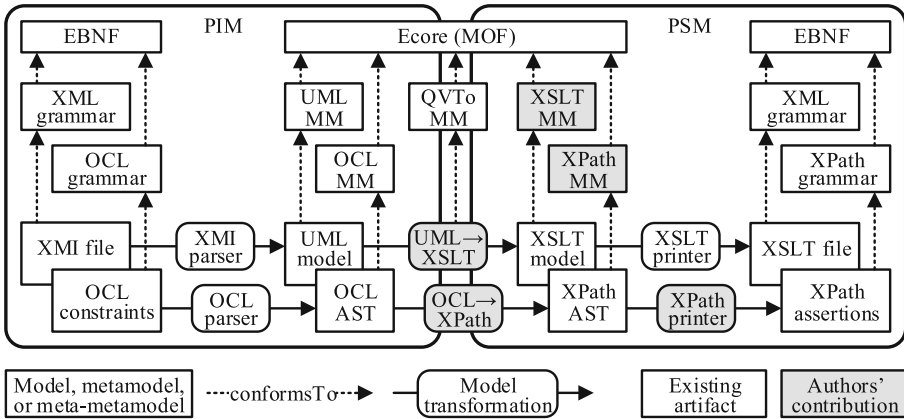 PIM
PSM
EBNF
Ecore (MOF)
EBNF
XML
grammar
UML
MM
QVTo
MM
XSLT
MM
XML
grammar
OCL
grammar
OCL
MM
XPath
MM
XPath
grammar
XMI file
XMI
parser
UML
model
UML→
XSLT
XSLT
model
XSLT
printer
XSLT file
OCL
constraints
OCL
parser
OCL
AST
OCL→
XPath
XPath
AST
XPath
printer
XPath
assertions
Model, metamodel,
or meta-metamodel
conformsTo
Model
transformation
Existing
artifact
Authors’
contribution